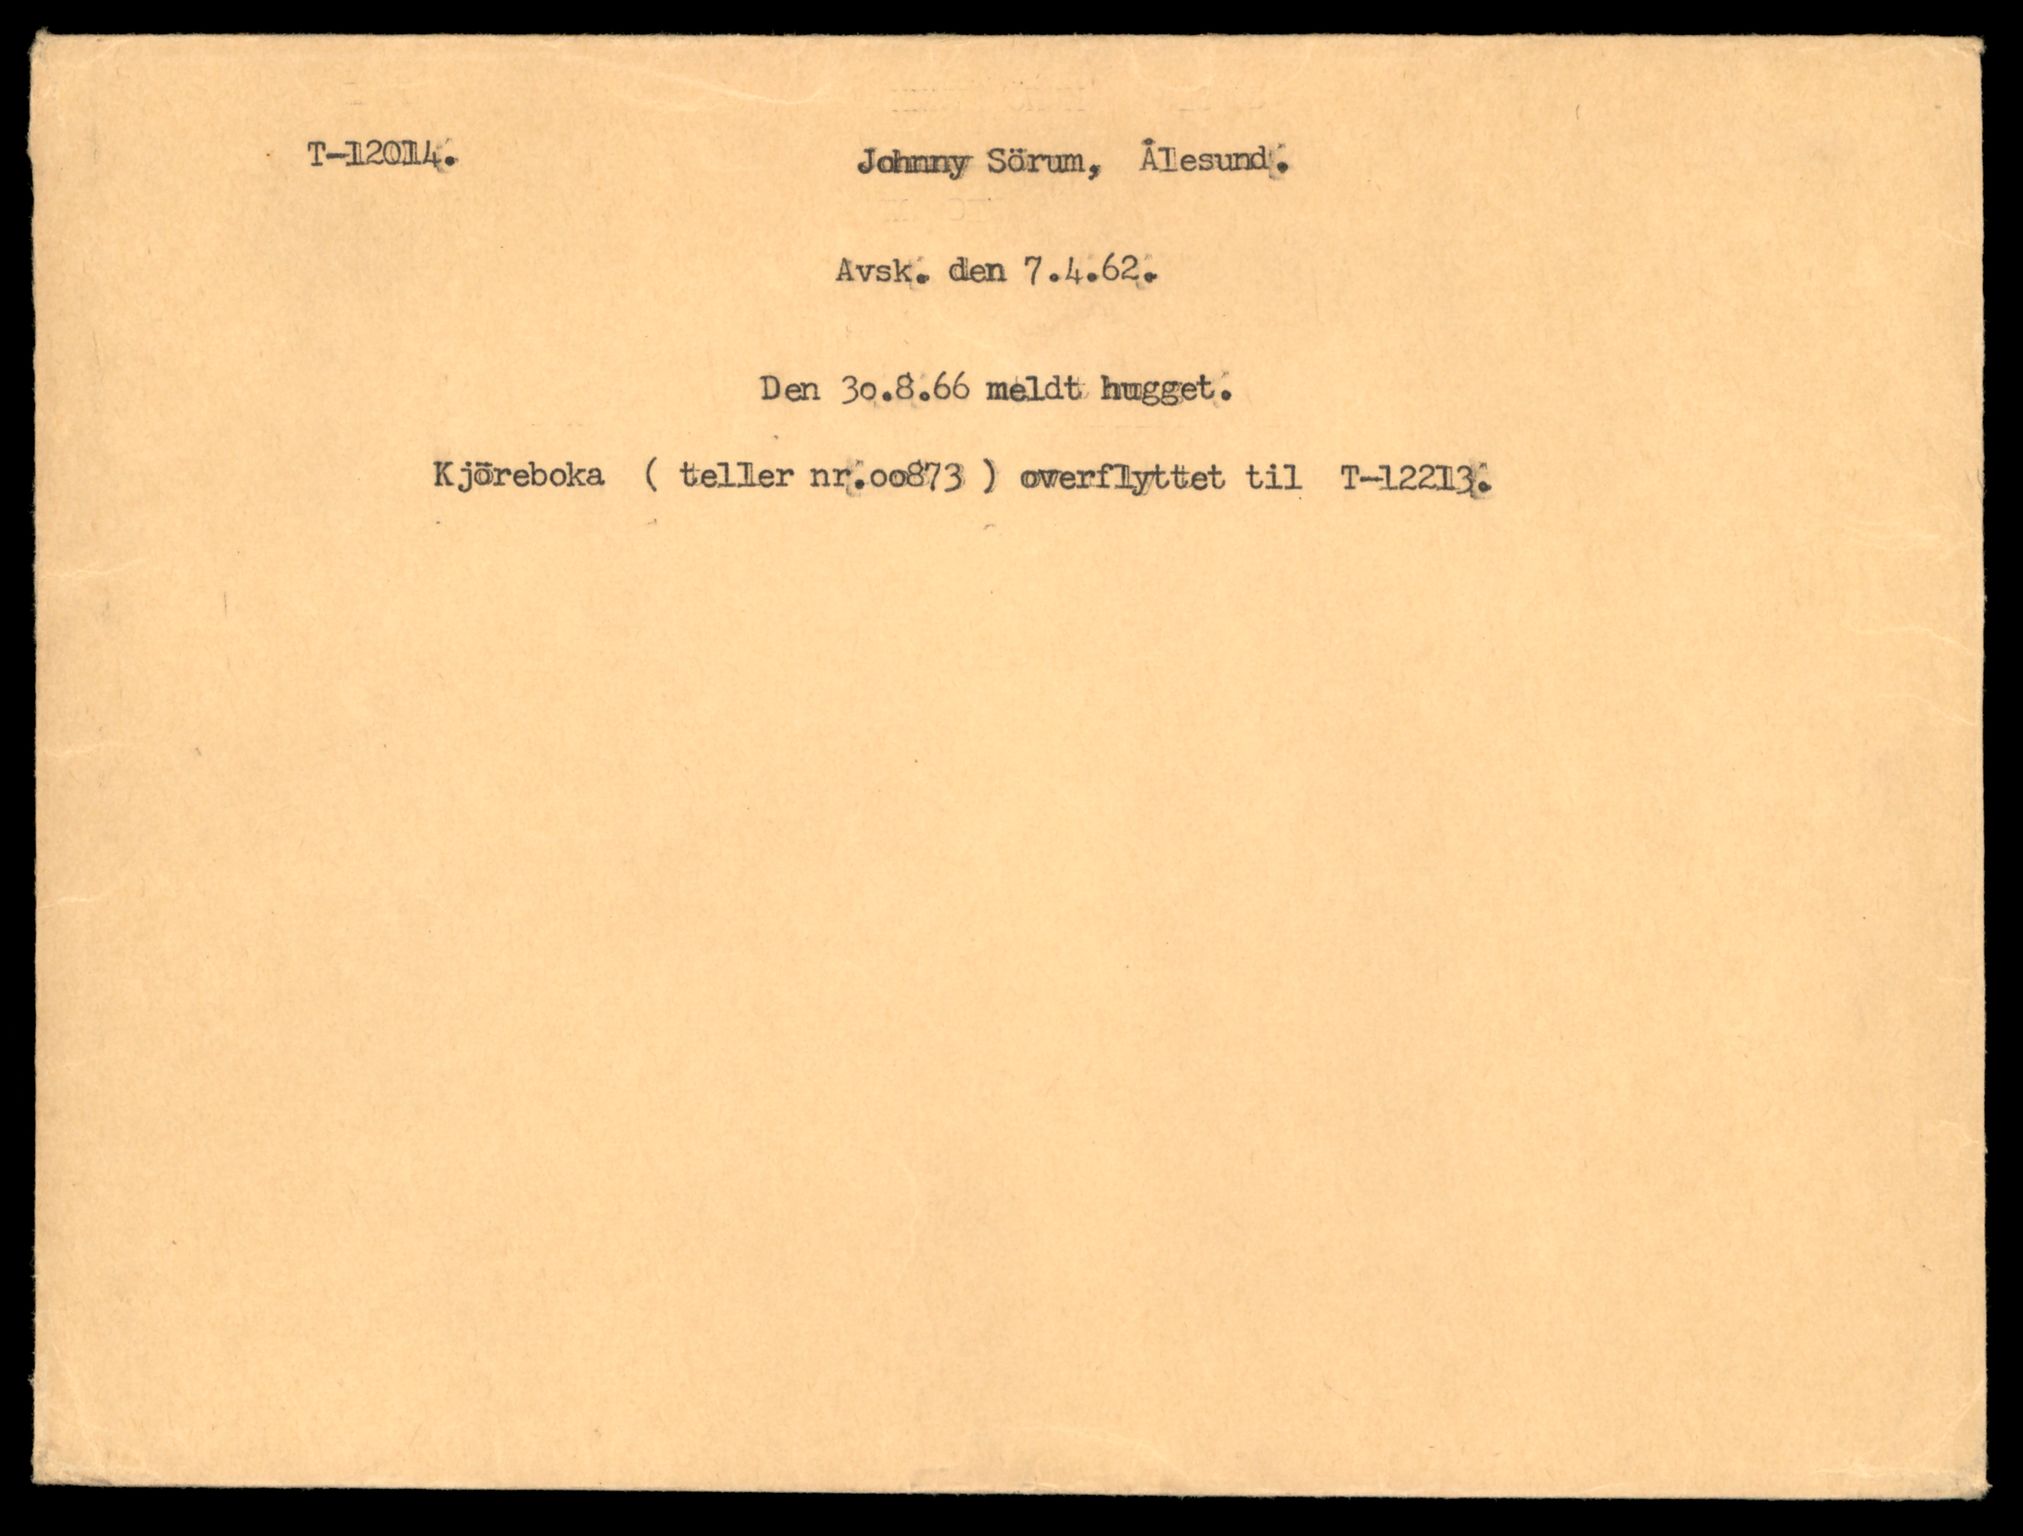 T-12014. Johnny Sörum, Ålesund.
Avsk. den 7.4.62.
Den 3o.8.66 meldt hugget.
Kjöreboka ( teller nr.oo873 ) overflyttet til T-12213.